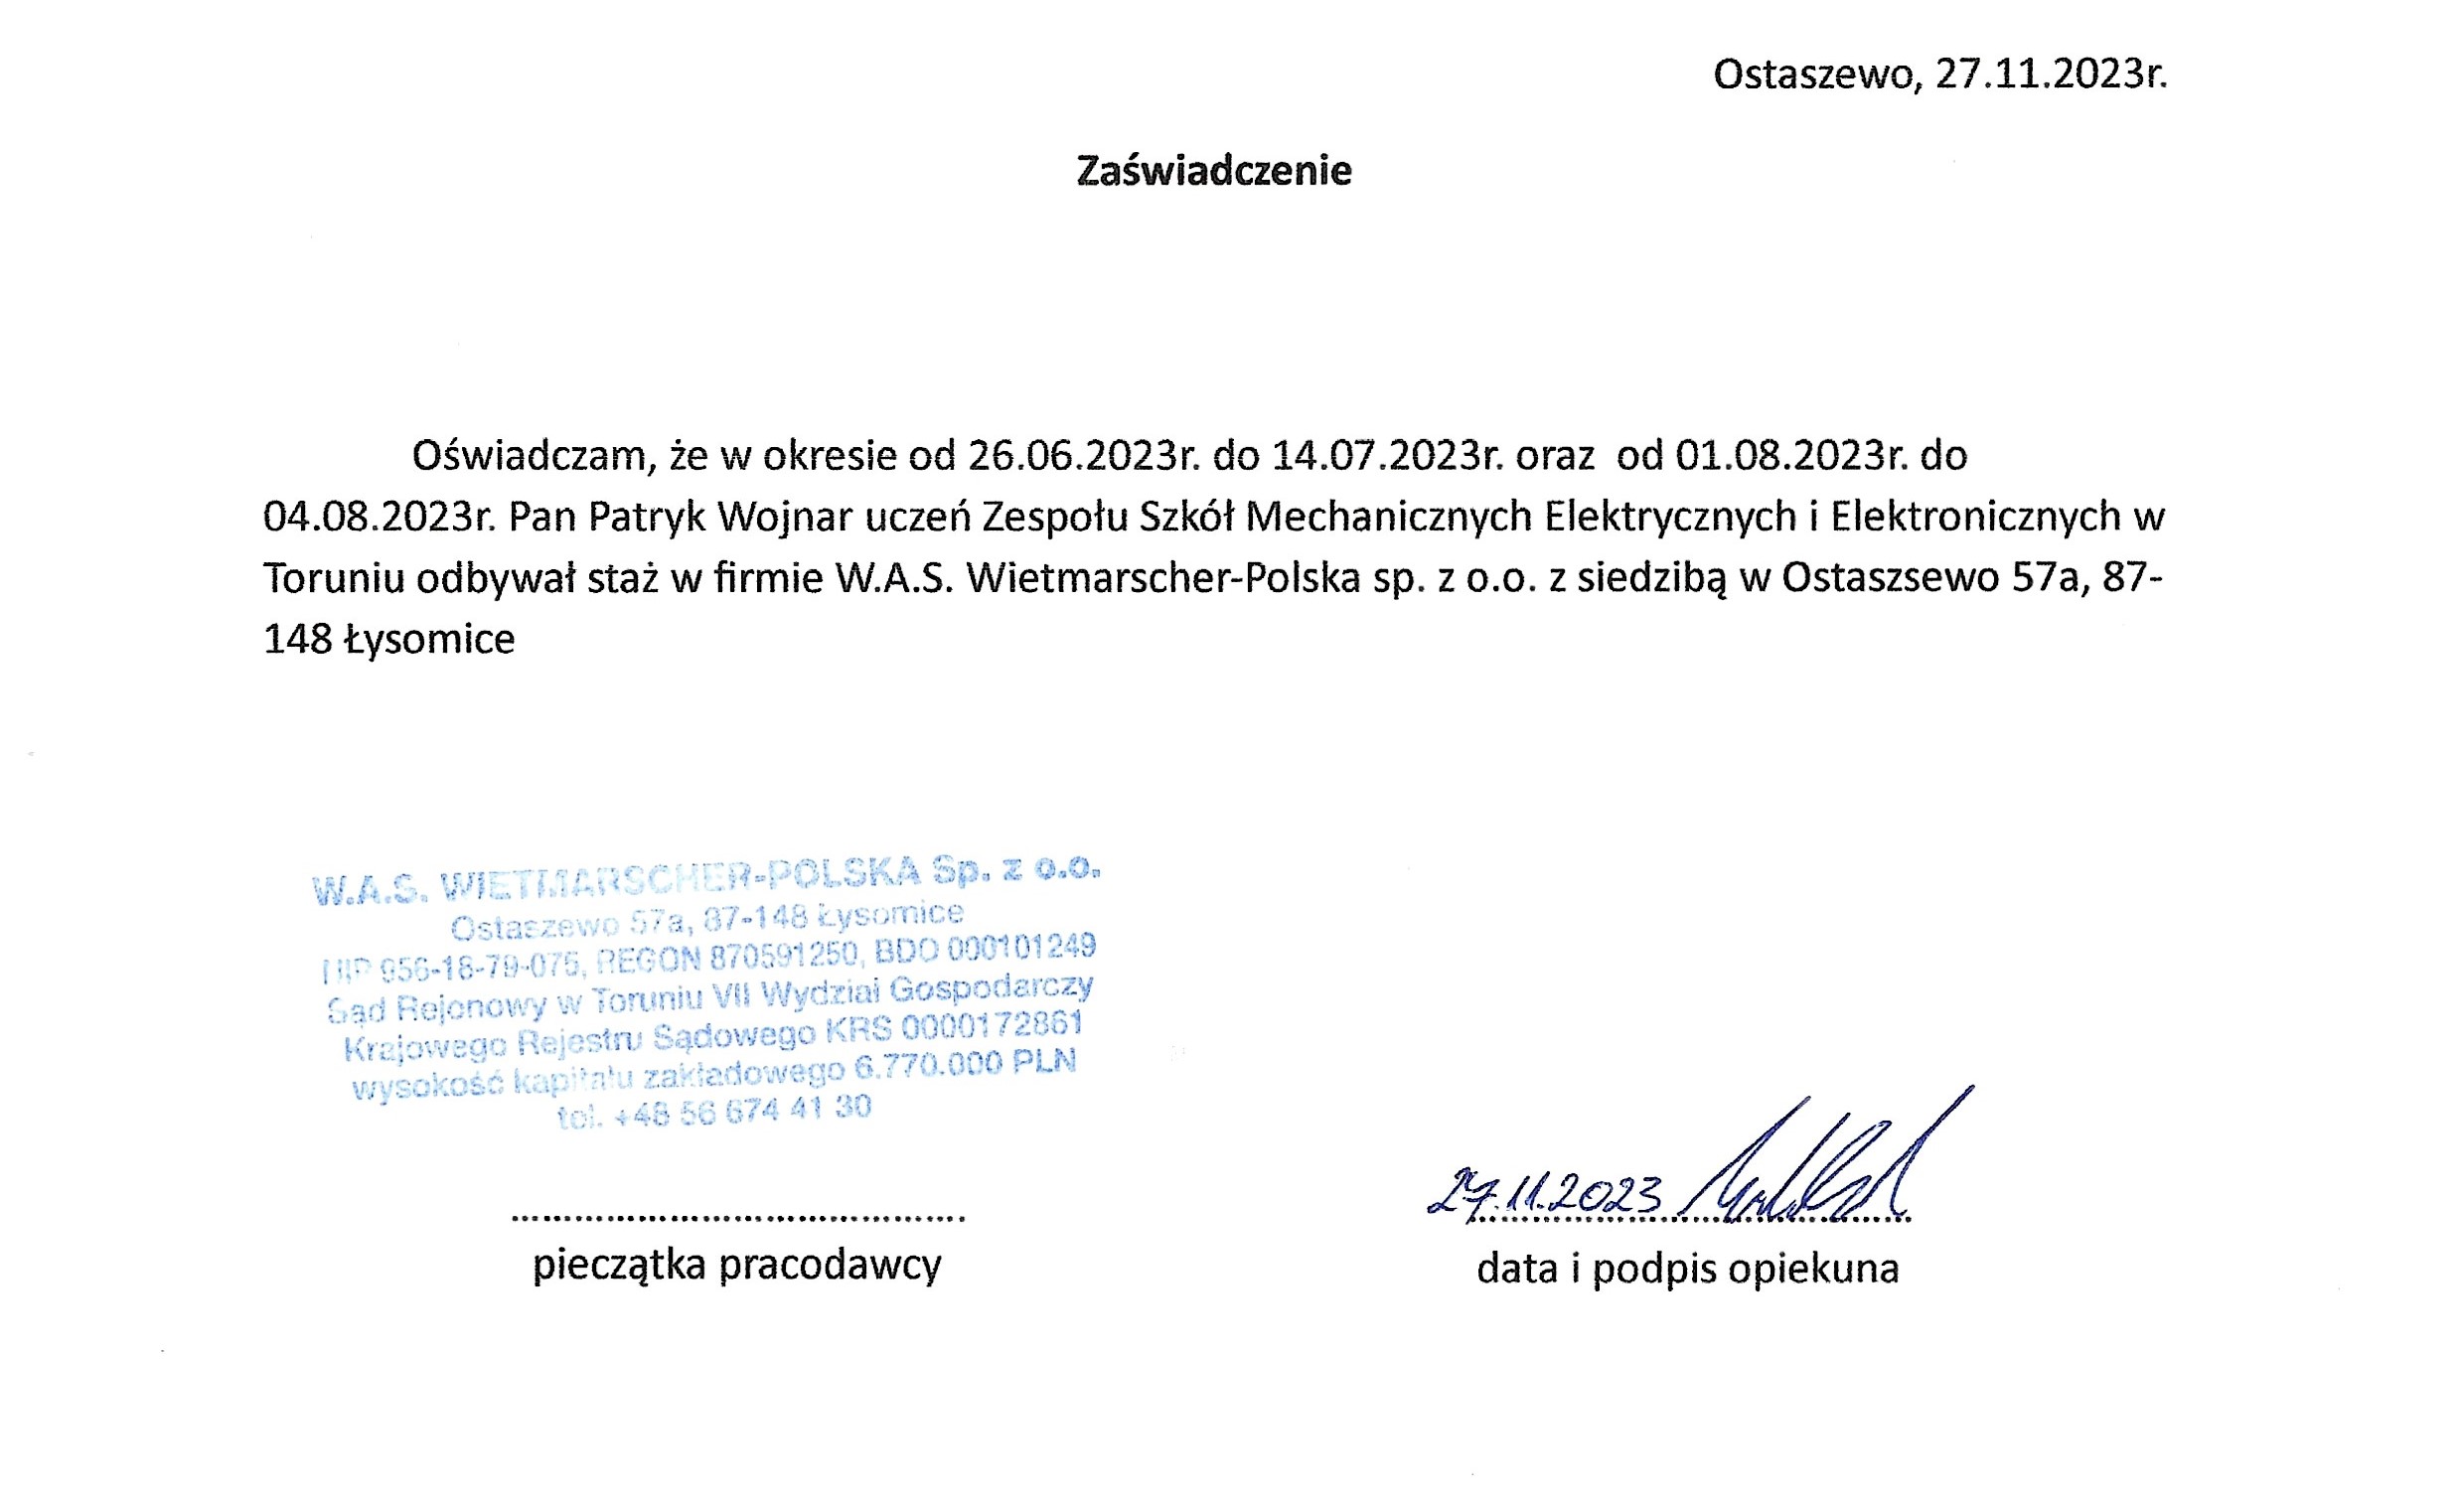 Ostaszewo, 27.11.2023r.
Zaświadczenie
Oświadczam, że w okresie od 26.06.2023r. do 14.07.2023r. oraz od 01.08.2023r. do
04.08.2023r. Pan Patryk Wojnar uczeń Zespołu Szkół Mechanicznych Elektrycznych i Elektronicznych w
Toruniu odbywał staż w firmie W.A.S. Wietmarscher-Polska sp. z o.o. z siedzibą w Ostaszsewo 57a, 87-
148 Łysomice
W.A.S. WIETMARSCHER-POLSKA Sp. z o.o.
Ostaszewo 57a, 87-148 Łysomice
NIP 956-18-79-075, REGON 870591250, BDO 000101249
Sąd Rejonowy w Toruniu VII Wydział Gospodarczy
Krajowego Rejestru Sądowego KRS 0000172861
wysokość kapitału zakładowego 6.770.000 PLN
tel. +48 56 674 41 30
27.11.2023
pieczątka pracodawcy
data i podpis opiekuna